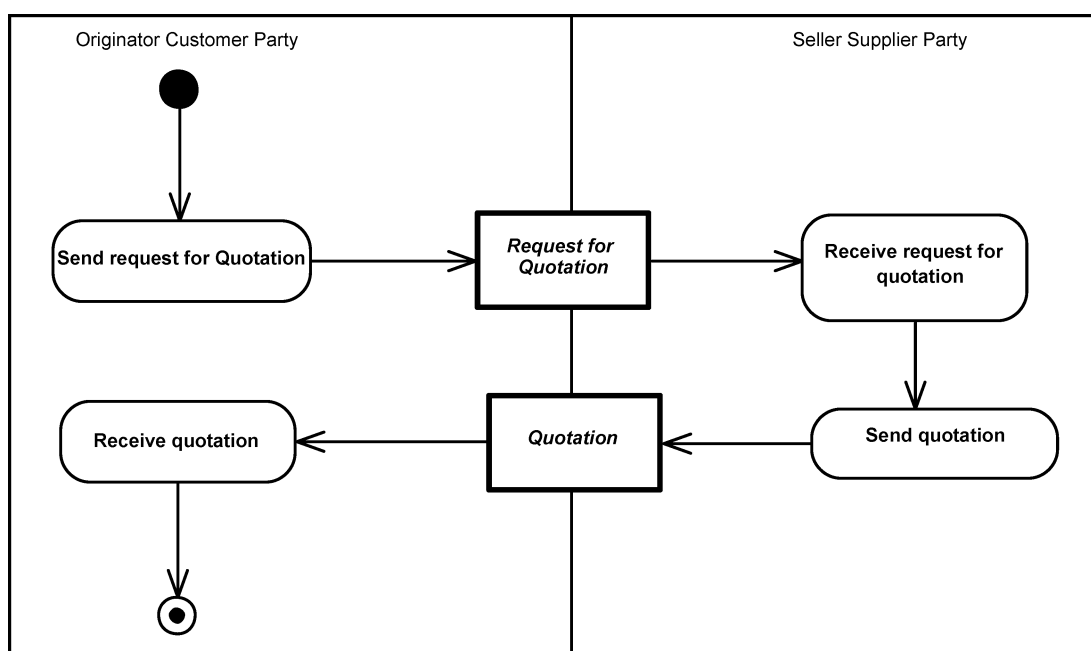 Originator Customer Party
Seller Supplier Party
Send request for Quotation
Request for
Quotation
Receive request for
quotation
Receive quotation
Quotation
Send quotation